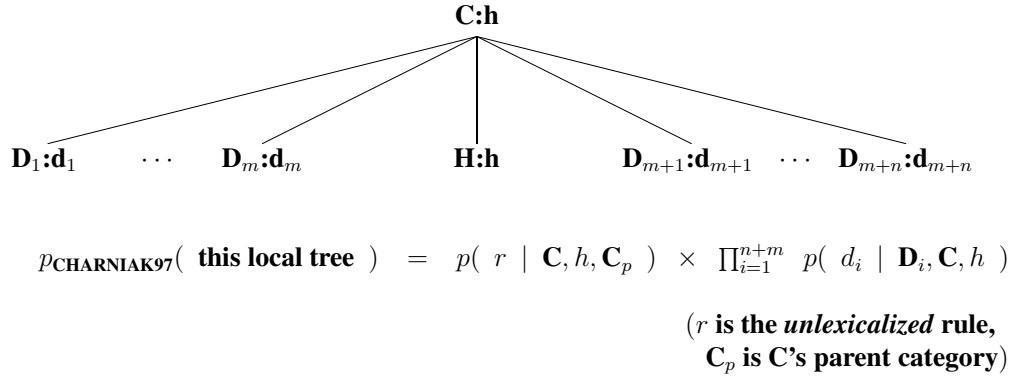 C:h
D₁:d₁ ··· Dₘ:dₘ H:h Dₘ₊₁:dₘ₊₁ ··· Dₘ₊ₙ:dₘ₊ₙ
p_CHARNIAK97( this local tree ) = p( r | C, h, Cₚ ) × ∏ᵢ₌₁ⁿ⁺ᵐ p( dᵢ | Dᵢ, C, h )
(r is the unlexicalized rule,
Cₚ is C's parent category)